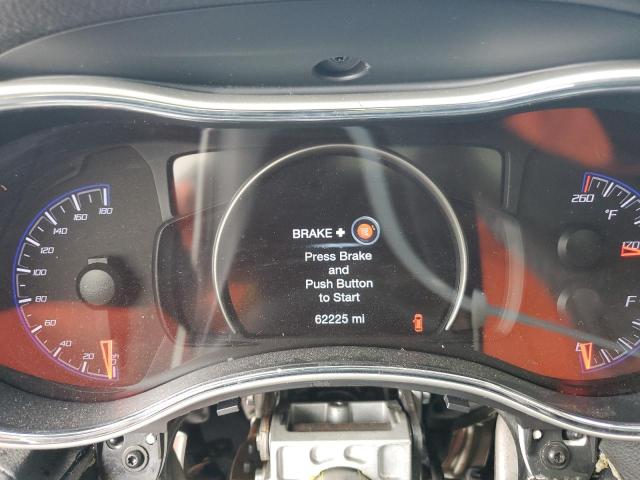 BRAKE +
Press Brake
and
Push Button
to Start
62225 mi
180
160
140
120
100
80
60
40
20
260
°F
170
F